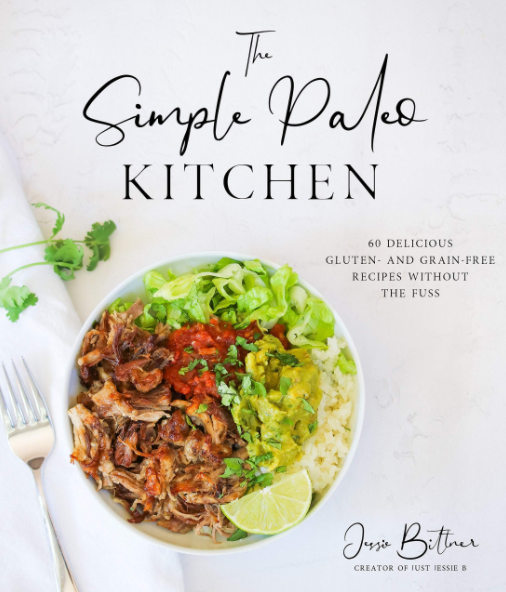 The
Simple Paleo
KITCHEN
60 DELICIOUS
GLUTEN- AND GRAIN-FREE
RECIPES WITHOUT
THE FUSS
Jessie Bittner
CREATOR OF JUST JESSIE B